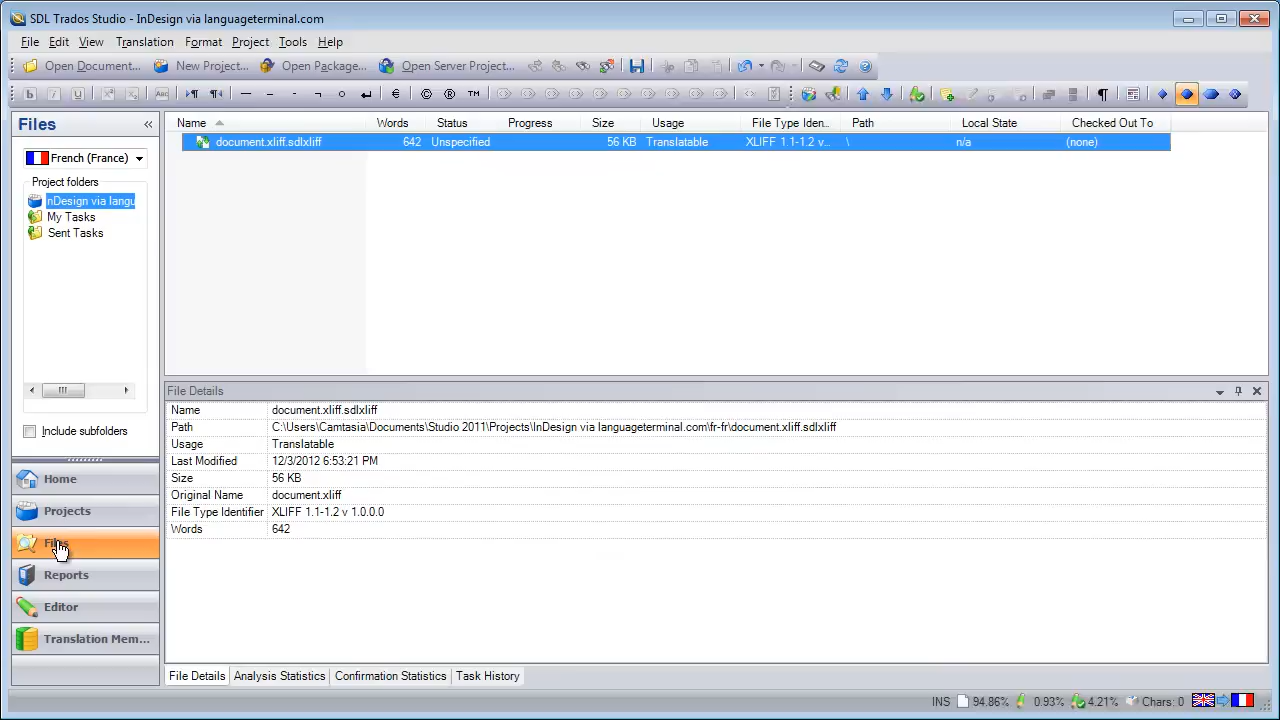 SDL Trados Studio - InDesign via languageterminal.com
File Edit View Translation Format Project Tools Help
Open Document... New Project... Open Package... Open Server Project...
b i u Abc ¶ ¶ € © ® TM ¶
Files «
French (France)
Project folders
nDesign via langu
My Tasks
Sent Tasks
Include subfolders
Home
Projects
Files
Reports
Editor
Translation Mem...
Name Words Status Progress Size Usage File Type Iden... Path Local State Checked Out To
document.xliff.sdlxliff 642 Unspecified 56 KB Translatable XLIFF 1.1-1.2 v... \ n/a (none)
File Details
Name document.xliff.sdlxliff
Path C:\Users\Camtasia\Documents\Studio 2011\Projects\InDesign via languageterminal.com\fr-fr\document.xliff.sdlxliff
Usage Translatable
Last Modified 12/3/2012 6:53:21 PM
Size 56 KB
Original Name document.xliff
File Type Identifier XLIFF 1.1-1.2 v 1.0.0.0
Words 642
File Details Analysis Statistics Confirmation Statistics Task History
INS 94.86% 0.93% 4.21% Chars: 0